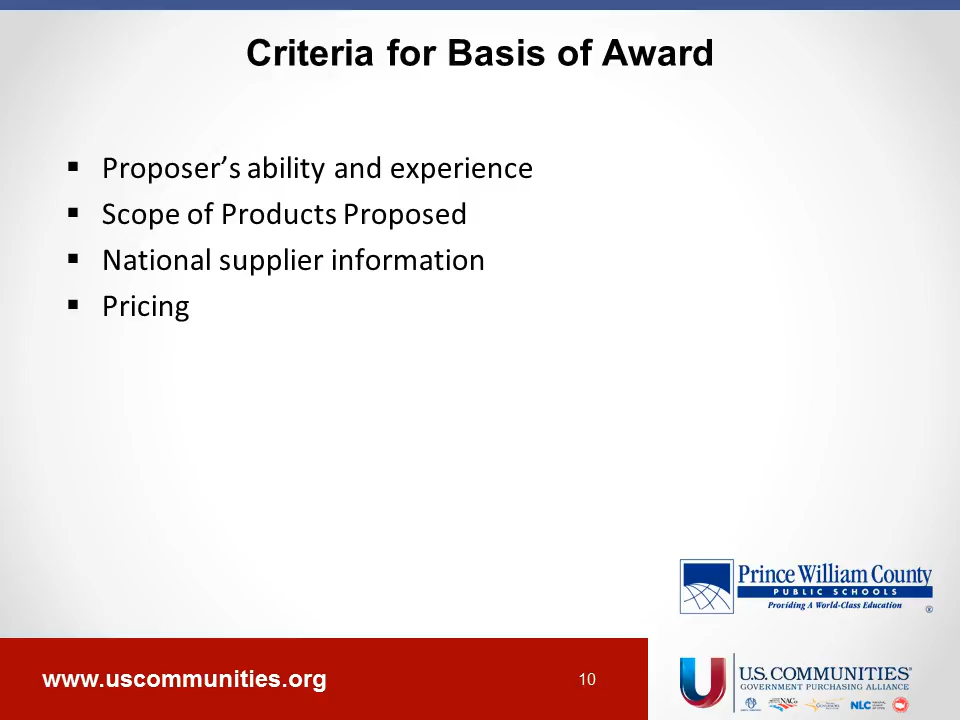 Criteria for Basis of Award
▪ Proposer’s ability and experience
▪ Scope of Products Proposed
▪ National supplier information
▪ Pricing
Prince William County
PUBLIC SCHOOLS
Providing A World-Class Education
®
www.uscommunities.org
10
U.S. COMMUNITIES®
GOVERNMENT PURCHASING ALLIANCE
NACo
NLC